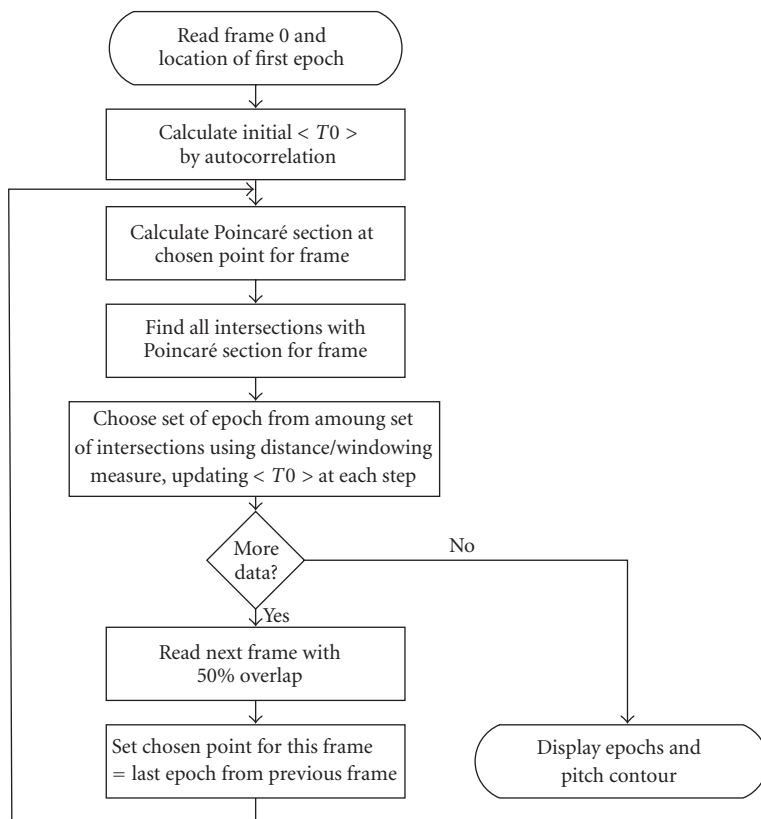 Read frame 0 and
location of first epoch
Calculate initial < T0 >
by autocorrelation
Calculate Poincaré section at
chosen point for frame
Find all intersections with
Poincaré section for frame
Choose set of epoch from amoung set
of intersections using distance/windowing
measure, updating < T0 > at each step
More
data?
No
Yes
Read next frame with
50% overlap
Set chosen point for this frame
= last epoch from previous frame
Display epochs and
pitch contour